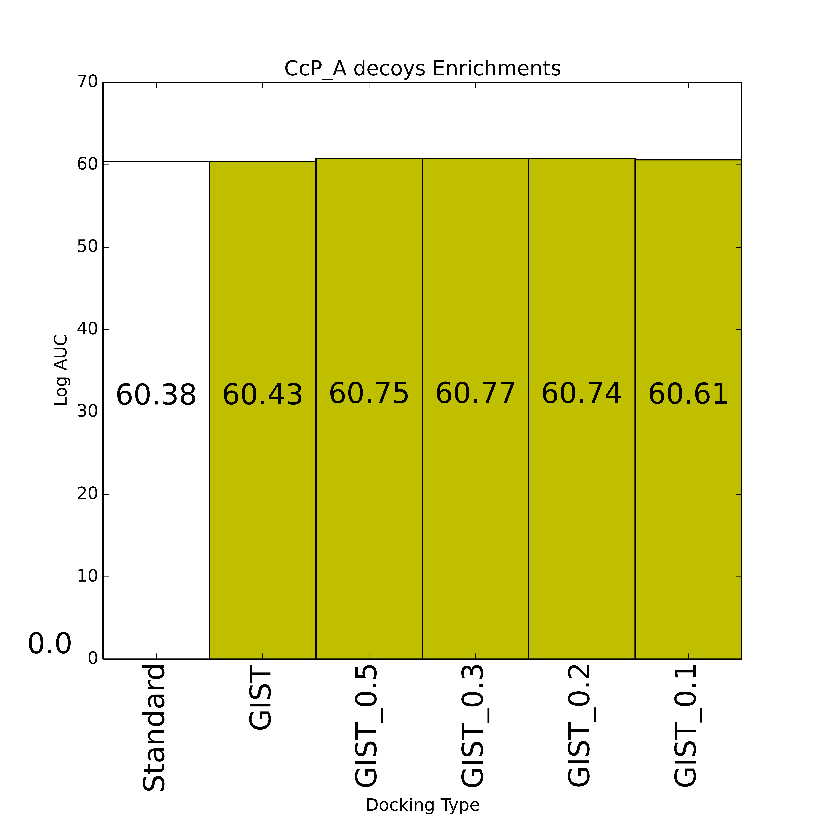 CcP_A decoys Enrichments
70
60
50
40
30
20
10
0
0.0
Log AUC
60.38 60.43 60.75 60.77 60.74 60.61
Standard
GIST
GIST_0.5
GIST_0.3
GIST_0.2
GIST_0.1
Docking Type